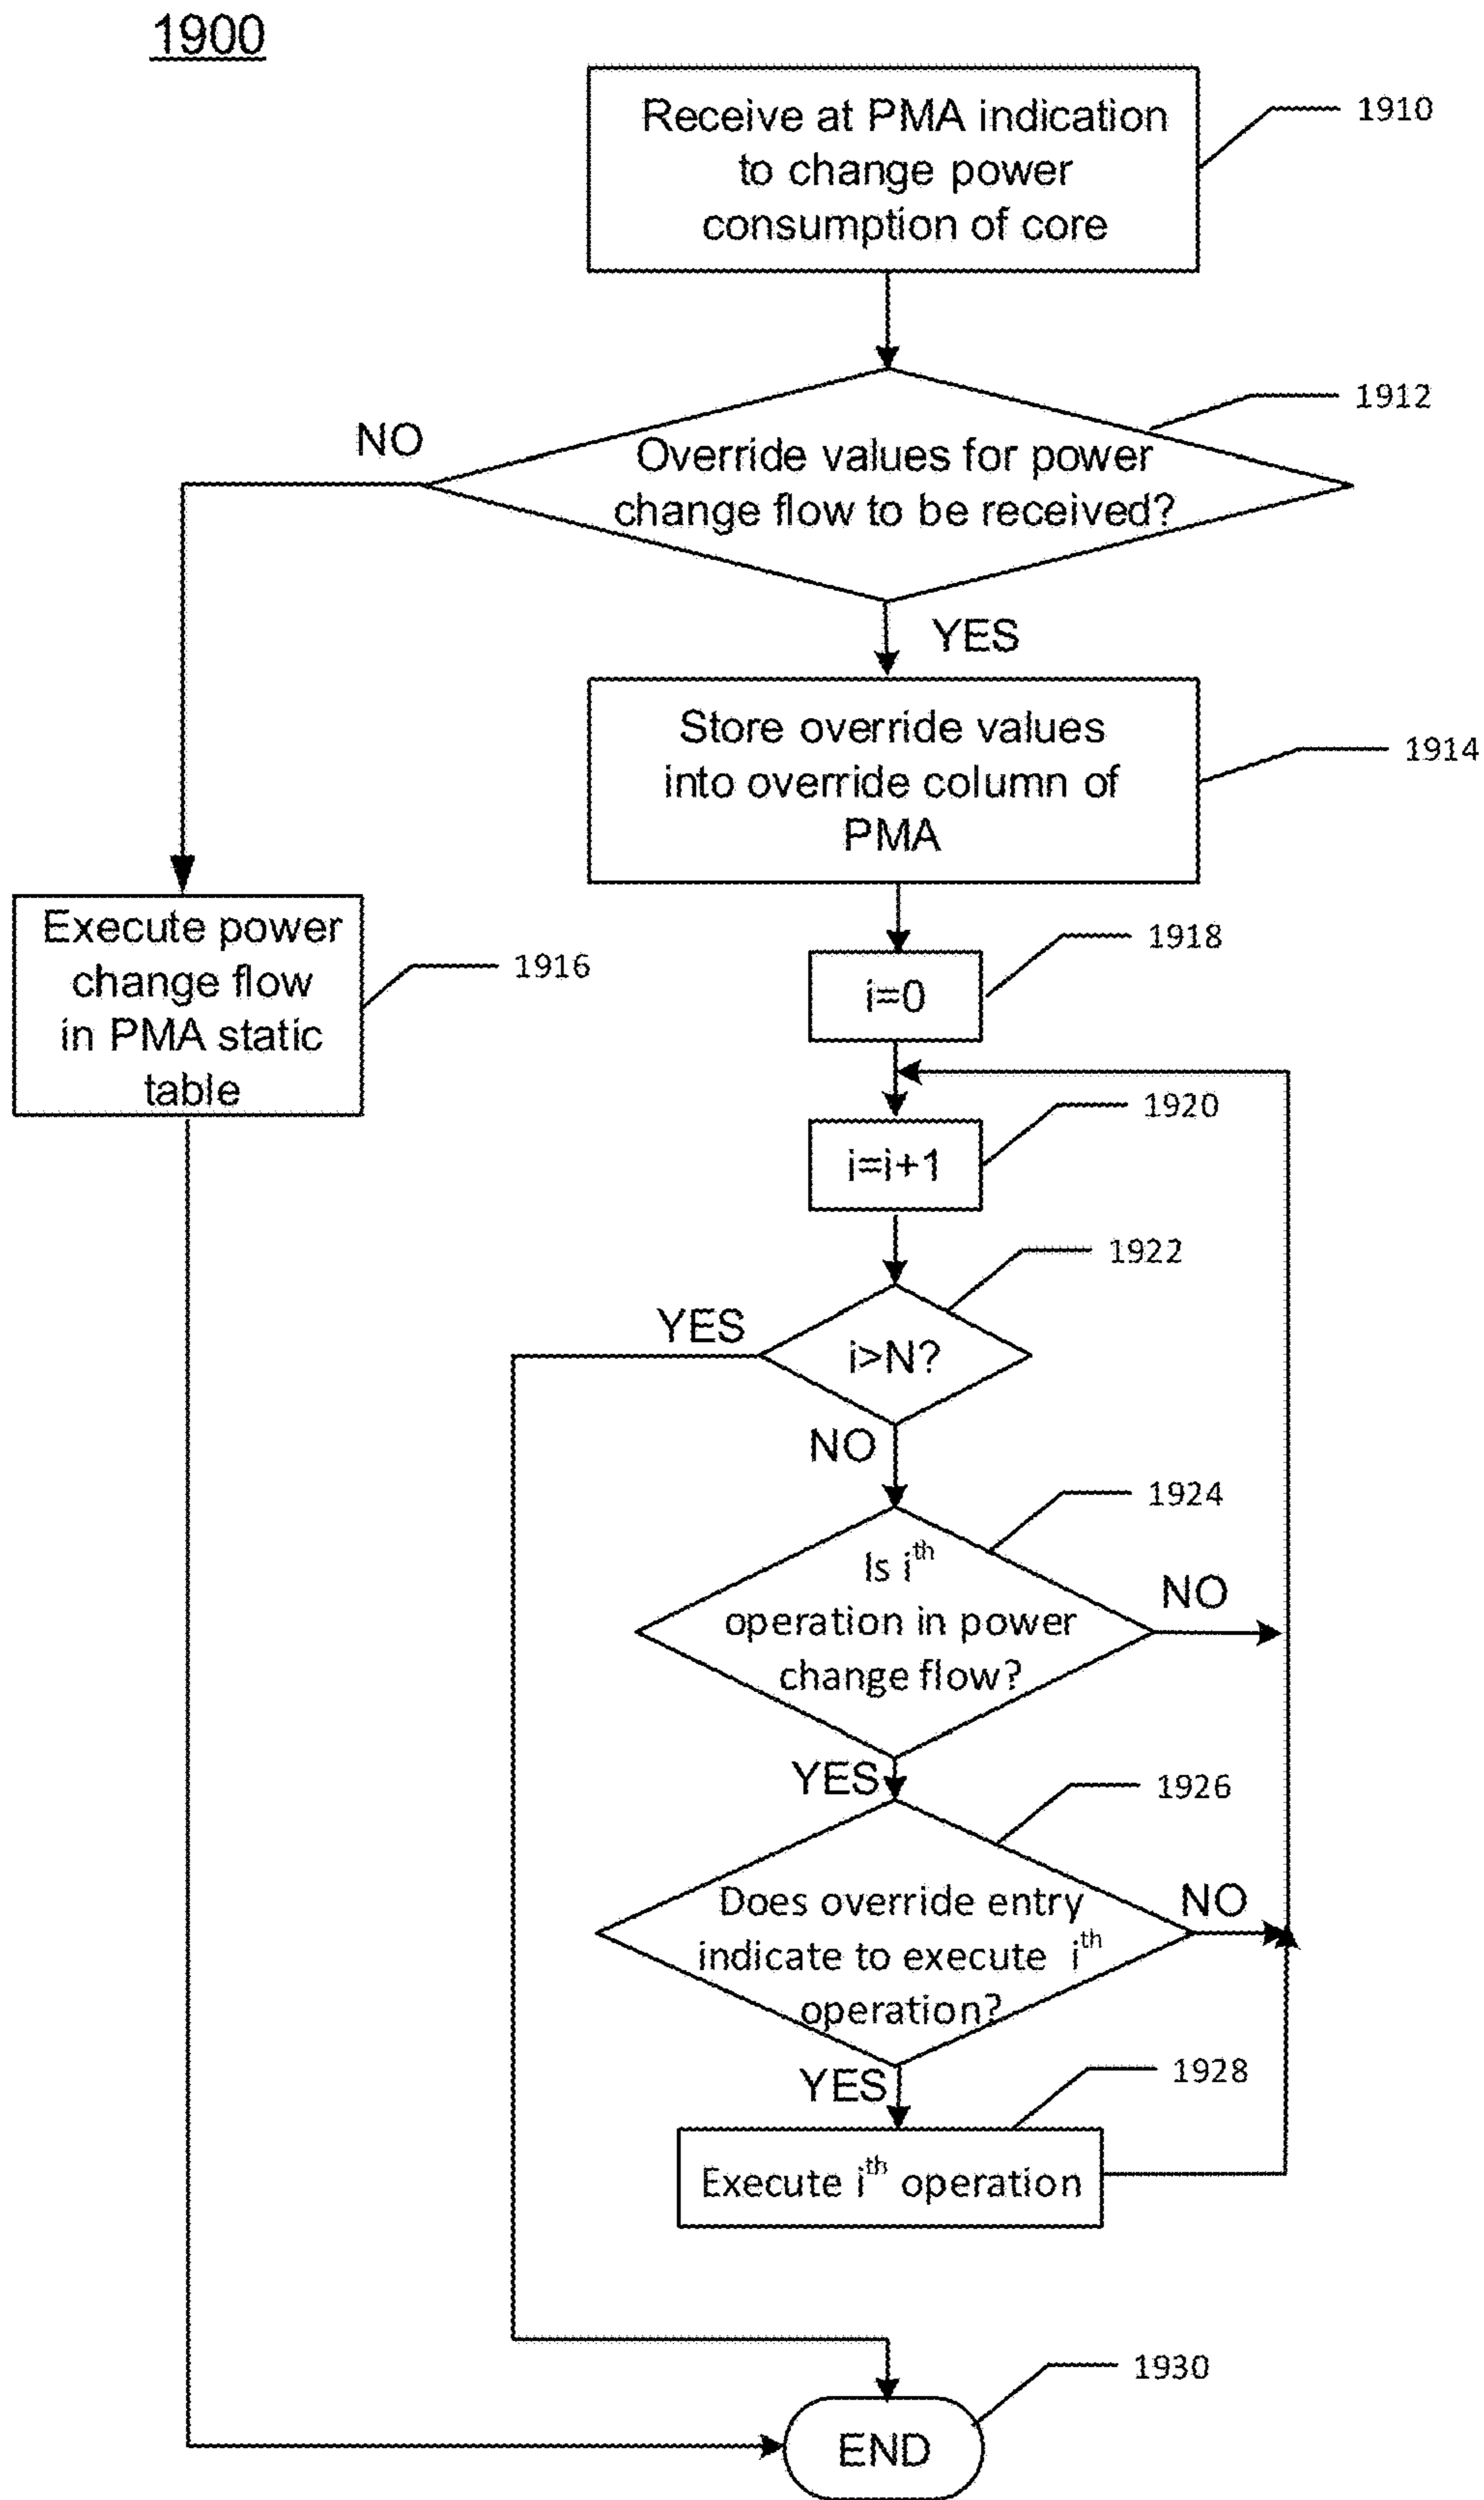 1900
Receive at PMA indication
to change power
consumption of core
1910
1912
NO
Override values for power
change flow to be received?
YES
Store override values
into override column of
PMA
1914
Execute power
change flow
in PMA static
table
1916
1918
i=0
1920
i=i+1
1922
YES
i>N?
NO
1924
Is ith
operation in power
change flow?
NO
YES
1926
Does override entry
indicate to execute ith
operation?
NO
YES
1928
Execute ith operation
1930
END